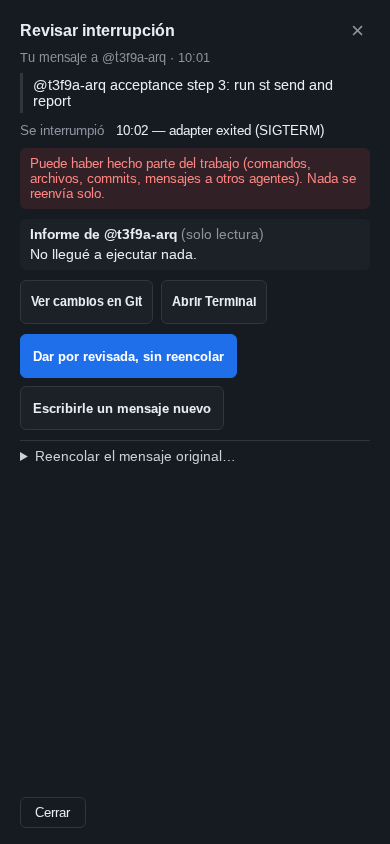 Revisar interrupción ✕
Tu mensaje a @t3f9a-arq · 10:01
@t3f9a-arq acceptance step 3: run st send and
report
Se interrumpió 10:02 — adapter exited (SIGTERM)
Puede haber hecho parte del trabajo (comandos,
archivos, commits, mensajes a otros agentes). Nada se
reenvía solo.
Informe de @t3f9a-arq (solo lectura)
No llegué a ejecutar nada.
Ver cambios en Git Abrir Terminal
Dar por revisada, sin reencolar
Escribirle un mensaje nuevo
▶ Reencolar el mensaje original…
Cerrar